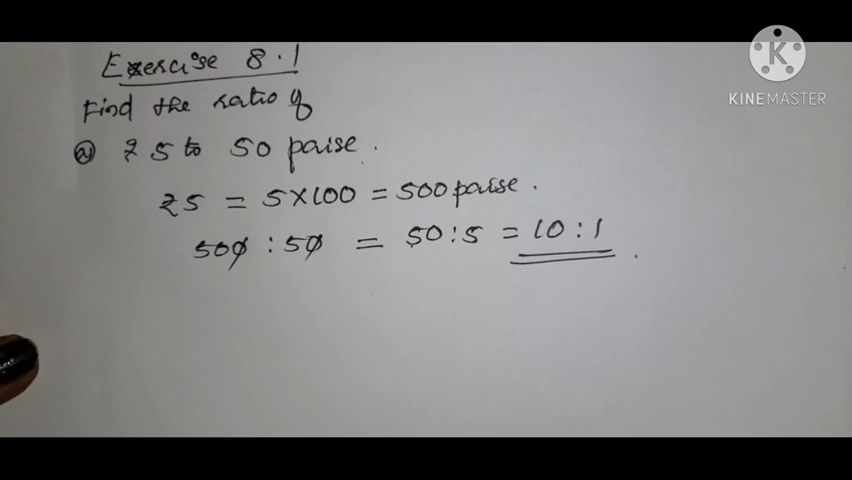 Exercise 8.1
Find the ratio of
(a) ₹ 5 to 50 paise.
₹5 = 5×100 = 500 paise.
500 : 50 = 50:5 = 10:1
K
KINEMASTER